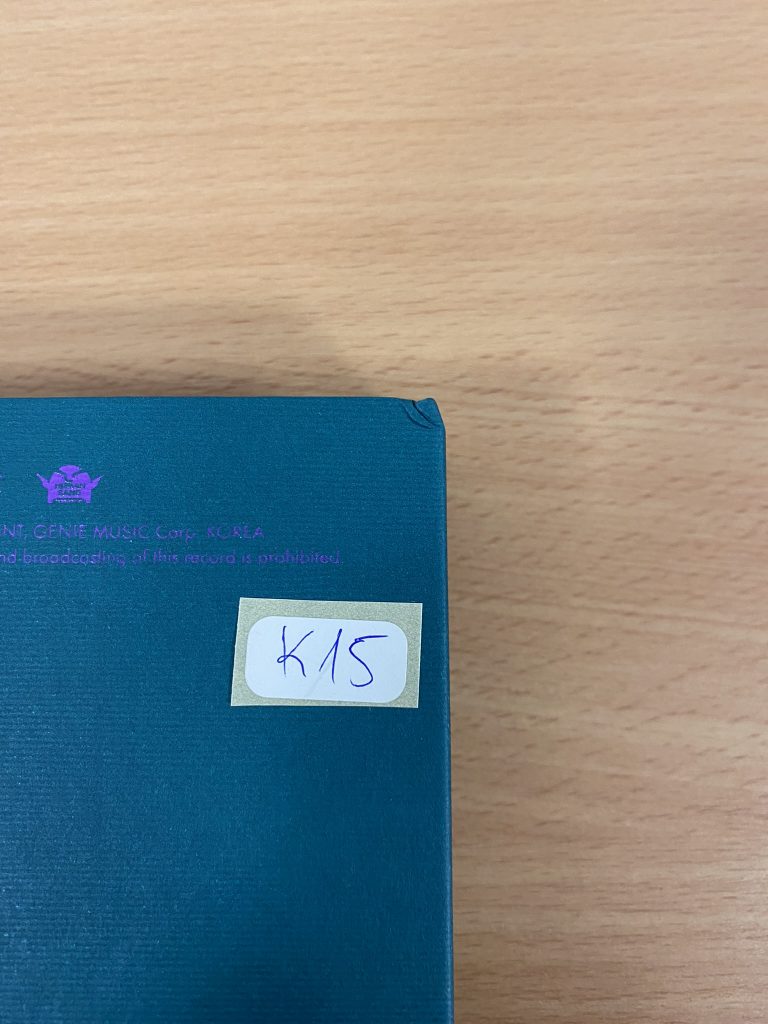 NT, GENIE MUSIC Corp. KOREA
nd broadcasting of this record is prohibited.
K15